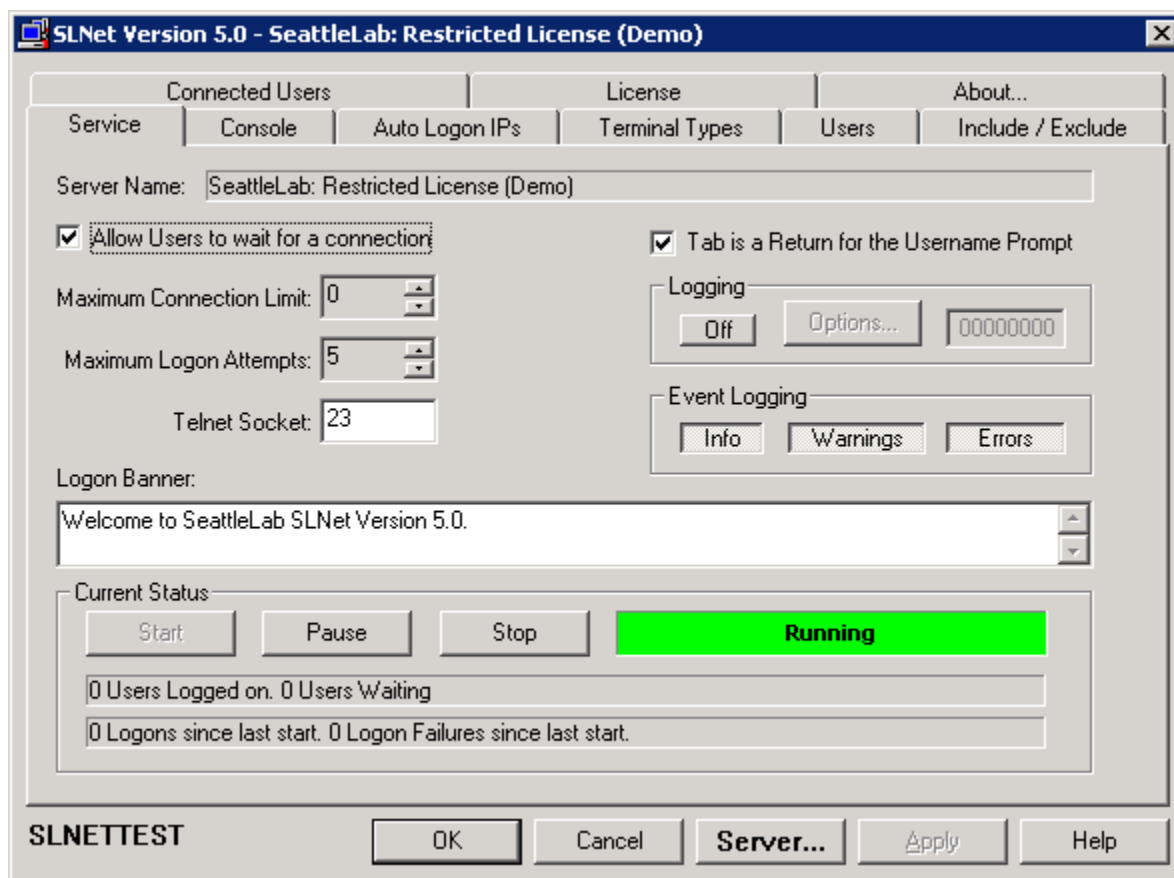 SLNet Version 5.0 - SeattleLab: Restricted License (Demo)
Connected Users License About...
Service Console Auto Logon IPs Terminal Types Users Include / Exclude
Server Name: SeattleLab: Restricted License (Demo)
Allow Users to wait for a connection
Tab is a Return for the Username Prompt
Maximum Connection Limit: 0
Logging
Off Options... 00000000
Maximum Logon Attempts: 5
Event Logging
Telnet Socket: 23
Info Warnings Errors
Logon Banner:
Welcome to SeattleLab SLNet Version 5.0.
Current Status
Start Pause Stop Running
0 Users Logged on. 0 Users Waiting
0 Logons since last start. 0 Logon Failures since last start.
SLNETTEST OK Cancel Server... Apply Help